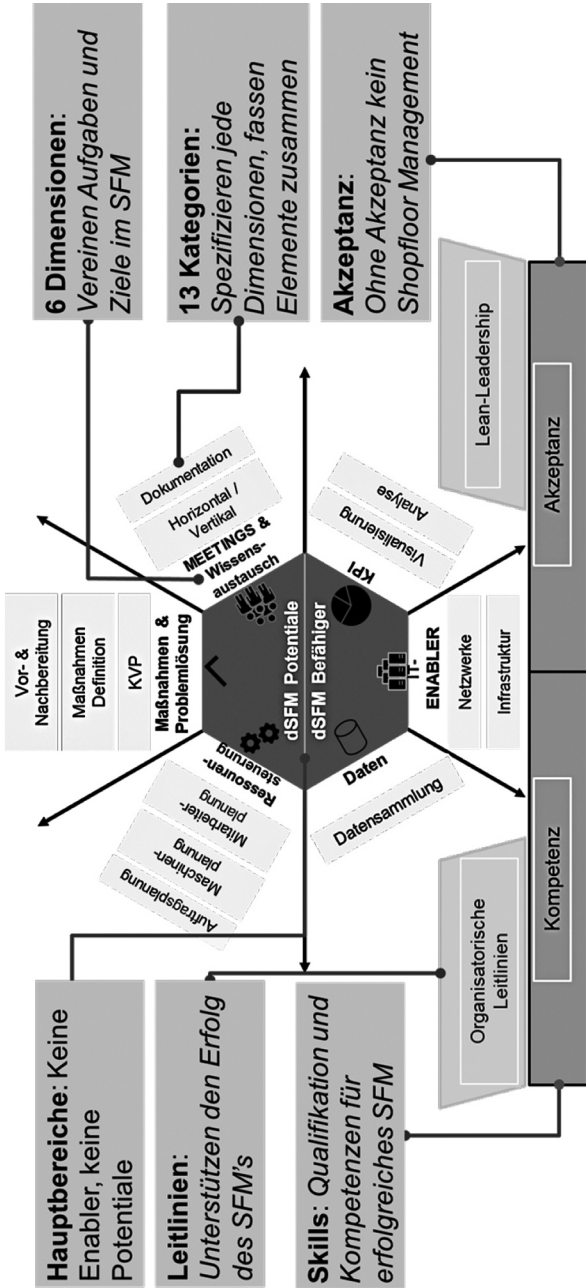 Hauptbereiche: Keine
Enabler, keine
Potentiale
Leitlinien:
Unterstützen den Erfolg
des SFM's
Skills: Qualifikation und
Kompetenzen für
erfolgreiches SFM
Vor- &
Nachbereitung
Maßnahmen
Definition
KVP
Maßnahmen &
Problemlösung
Auftragsplanung
Maschinen-
planung
Mitarbeiter-
planung
Ressouren-
steuerung
Dokumentation
Horizontal /
Vertikal
MEETINGS &
Wissens-
austausch
dSFM Potentiale
dSFM Befähiger
Daten
Datensammlung
IT-
ENABLER
Netzwerke
Infrastruktur
KPI
Visualisierung
Analyse
6 Dimensionen:
Vereinen Aufgaben und
Ziele im SFM
13 Kategorien:
Spezifizieren jede
Dimensionen, fassen
Elemente zusammen
Akzeptanz:
Ohne Akzeptanz kein
Shopfloor Management
Organisatorische
Leitlinien
Lean-Leadership
Kompetenz
Akzeptanz